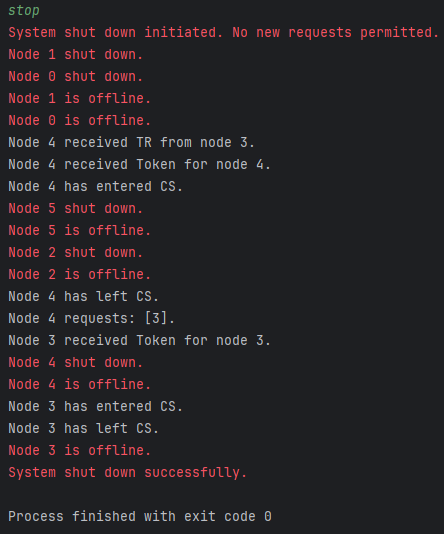 stop
System shut down initiated. No new requests permitted.
Node 1 shut down.
Node 0 shut down.
Node 1 is offline.
Node 0 is offline.
Node 4 received TR from node 3.
Node 4 received Token for node 4.
Node 4 has entered CS.
Node 5 shut down.
Node 5 is offline.
Node 2 shut down.
Node 2 is offline.
Node 4 has left CS.
Node 4 requests: [3].
Node 3 received Token for node 3.
Node 4 shut down.
Node 4 is offline.
Node 3 has entered CS.
Node 3 has left CS.
Node 3 is offline.
System shut down successfully.
Process finished with exit code 0